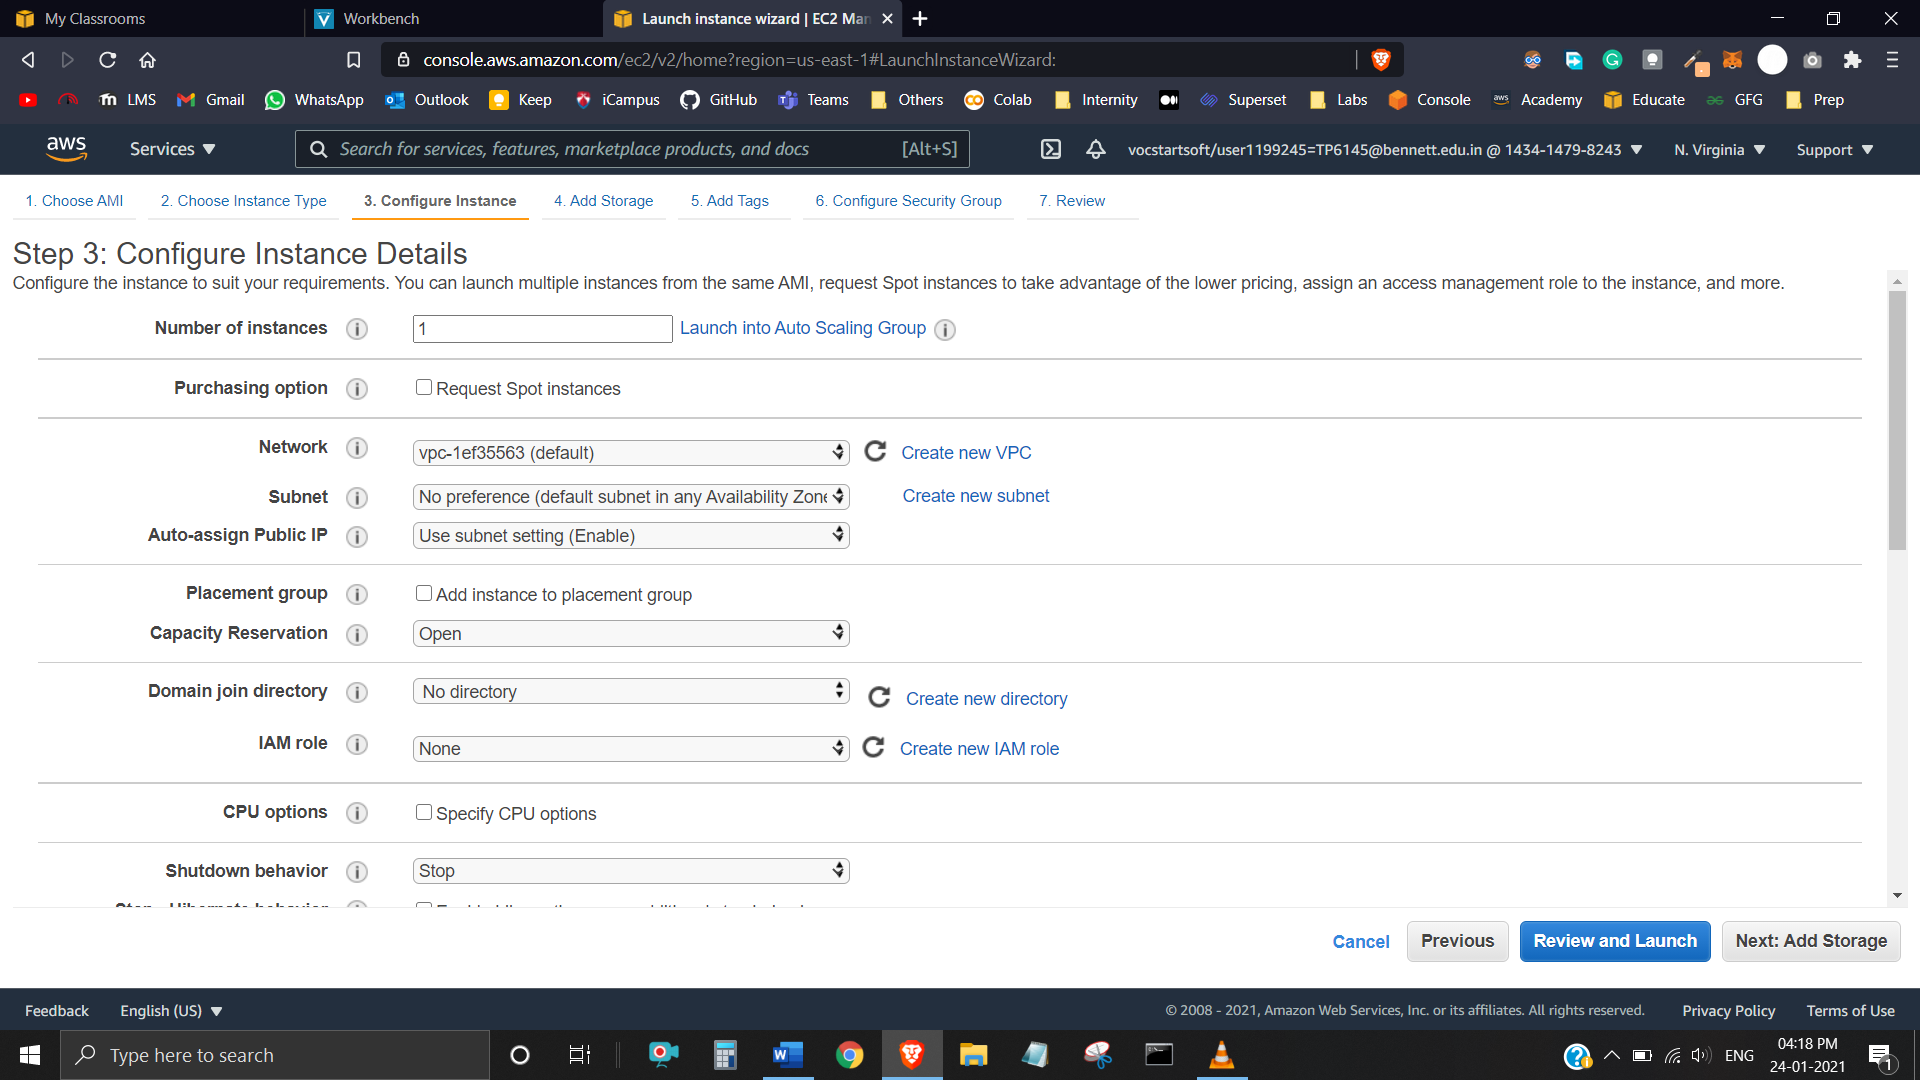 My Classrooms
Workbench
Launch instance wizard | EC2 Man
console.aws.amazon.com/ec2/v2/home?region=us-east-1#LaunchInstanceWizard:
LMS Gmail WhatsApp Outlook Keep iCampus GitHub Teams Others Colab Internity Superset Labs Console aws Academy Educate GFG Prep
aws Services Search for services, features, marketplace products, and docs [Alt+S] vocstartsoft/user1199245=TP6145@bennett.edu.in @ 1434-1479-8243 N. Virginia Support
1. Choose AMI 2. Choose Instance Type 3. Configure Instance 4. Add Storage 5. Add Tags 6. Configure Security Group 7. Review
Step 3: Configure Instance Details
Configure the instance to suit your requirements. You can launch multiple instances from the same AMI, request Spot instances to take advantage of the lower pricing, assign an access management role to the instance, and more.
Number of instances 1 Launch into Auto Scaling Group
Purchasing option Request Spot instances
Network vpc-1ef35563 (default) Create new VPC
Subnet No preference (default subnet in any Availability Zone Create new subnet
Auto-assign Public IP Use subnet setting (Enable)
Placement group Add instance to placement group
Capacity Reservation Open
Domain join directory No directory Create new directory
IAM role None Create new IAM role
CPU options Specify CPU options
Shutdown behavior Stop
Cancel Previous Review and Launch Next: Add Storage
Feedback English (US) © 2008 - 2021, Amazon Web Services, Inc. or its affiliates. All rights reserved. Privacy Policy Terms of Use
Type here to search
ENG
04:18 PM
24-01-2021
1